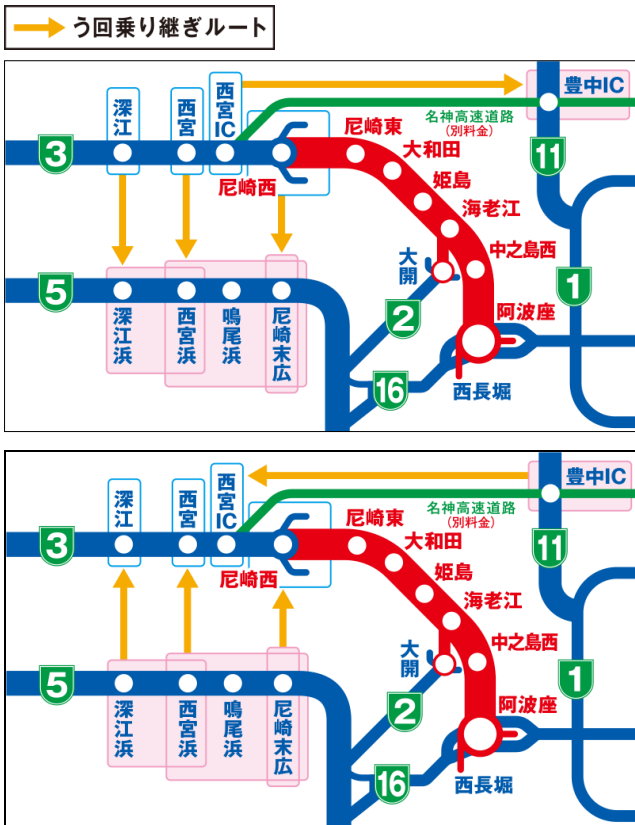 う回乗り継ぎルート
深江
西宮
西宮IC
豊中IC
名神高速道路
(別料金)
3
尼崎西
尼崎東
大和田
姫島
海老江
中之島西
大開
阿波座
西長堀
11
1
2
16
5
深江浜
西宮浜
鳴尾浜
尼崎末広
深江
西宮
西宮IC
豊中IC
名神高速道路
(別料金)
3
尼崎西
尼崎東
大和田
姫島
海老江
中之島西
大開
阿波座
西長堀
11
1
2
16
5
深江浜
西宮浜
鳴尾浜
尼崎末広